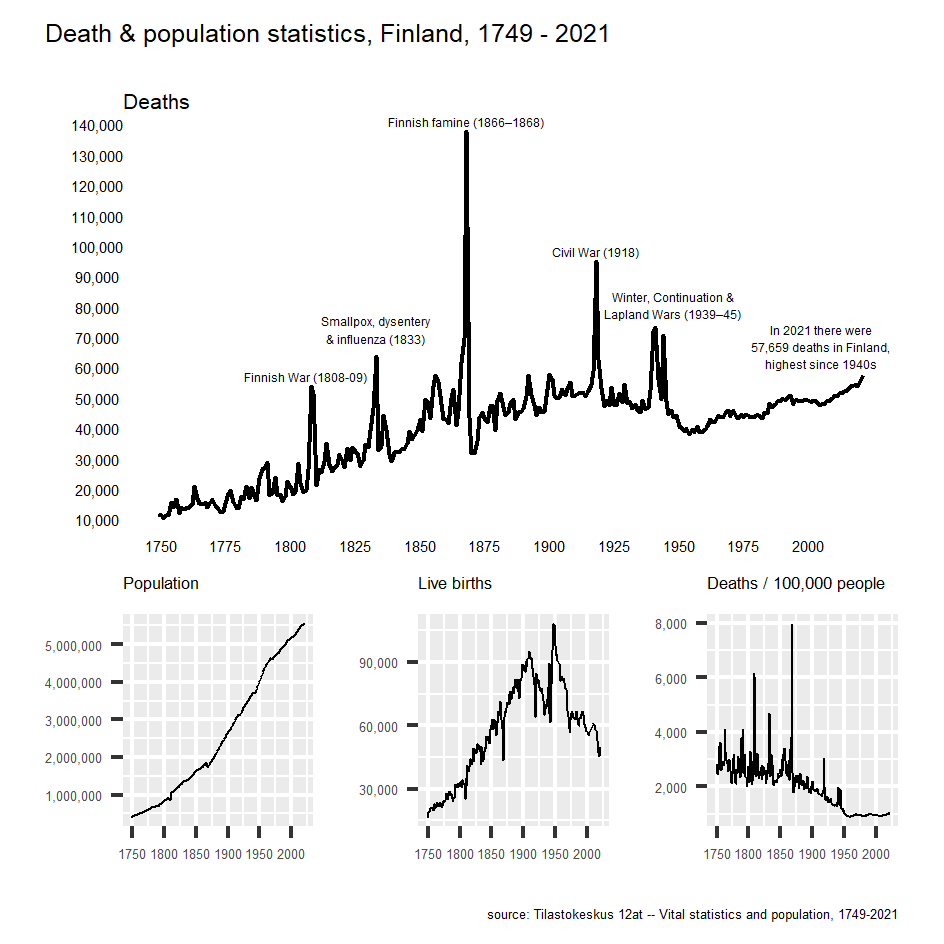 Death & population statistics, Finland, 1749 - 2021
Deaths
140,000
130,000
120,000
110,000
100,000
90,000
80,000
70,000
60,000
50,000
40,000
30,000
20,000
10,000
Finnish famine (1866–1868)
Civil War (1918)
Winter, Continuation &
Lapland Wars (1939–45)
Smallpox, dysentery
& influenza (1833)
In 2021 there were
57,659 deaths in Finland,
highest since 1940s
Finnish War (1808-09)
1750 1775 1800 1825 1850 1875 1900 1925 1950 1975 2000
Population
5,000,000
4,000,000
3,000,000
2,000,000
1,000,000
1750 1800 1850 1900 1950 2000
Live births
90,000
60,000
30,000
1750 1800 1850 1900 1950 2000
Deaths / 100,000 people
8,000
6,000
4,000
2,000
1750 1800 1850 1900 1950 2000
source: Tilastokeskus 12at -- Vital statistics and population, 1749-2021